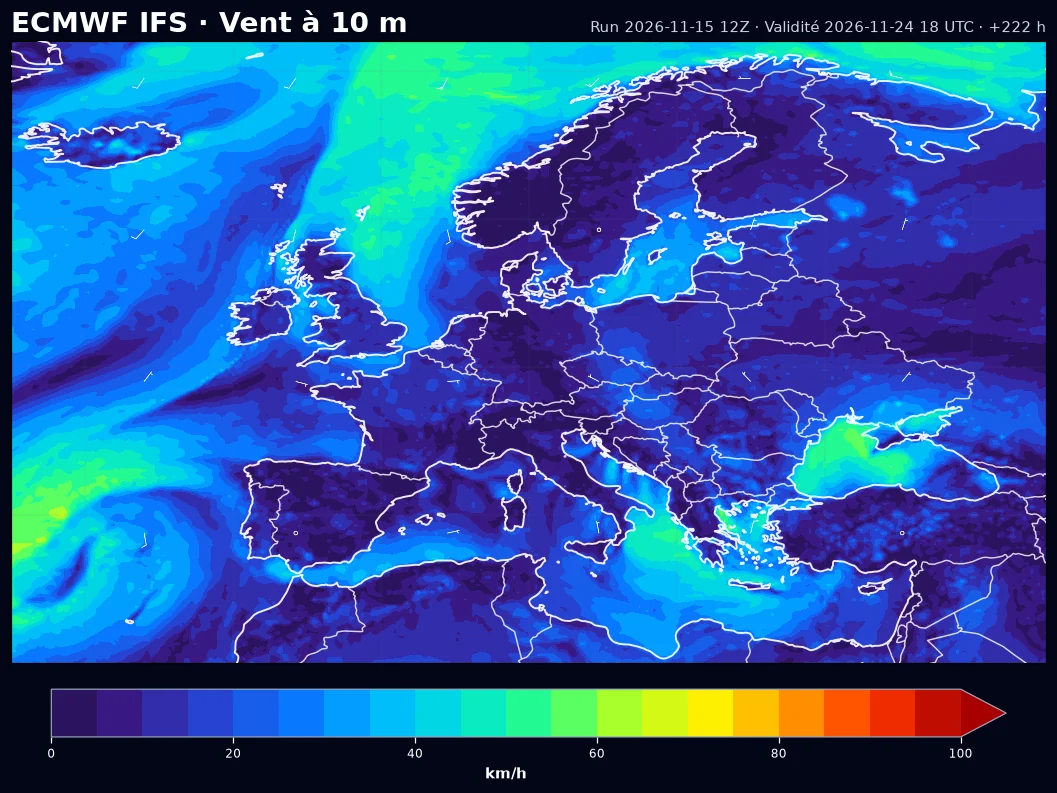 ECMWF IFS · Vent à 10 m
Run 2026-11-15 12Z · Validité 2026-11-24 18 UTC · +222 h
0 20 40 60 80 100
km/h